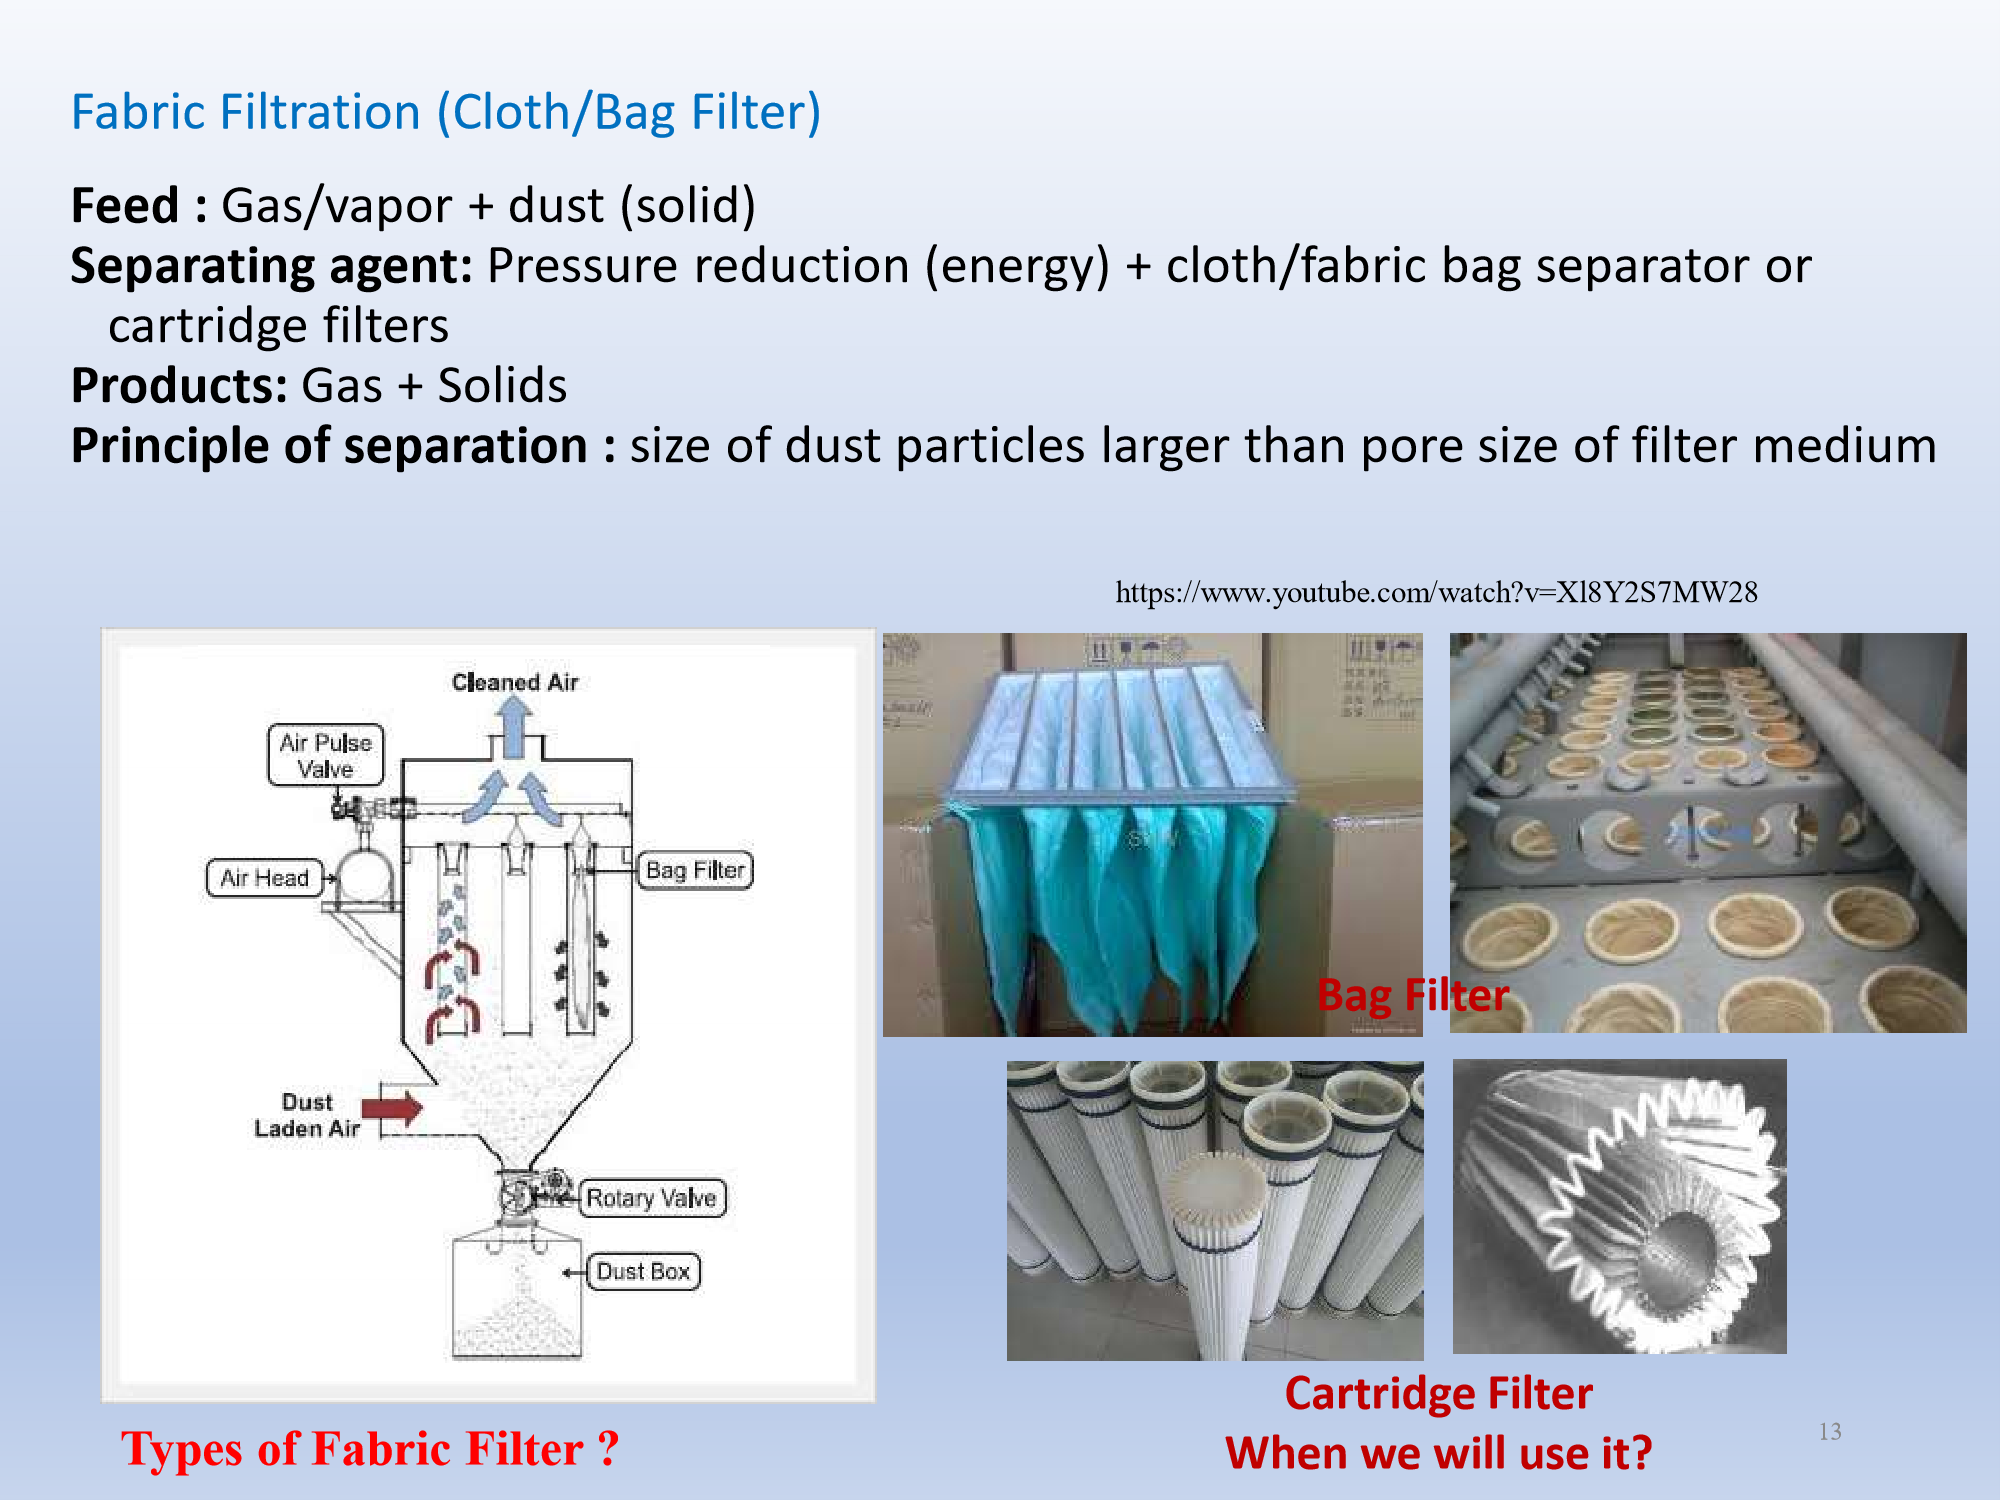 Fabric Filtration (Cloth/Bag Filter)
Feed : Gas/vapor + dust (solid)
Separating agent: Pressure reduction (energy) + cloth/fabric bag separator or
cartridge filters
Products: Gas + Solids
Principle of separation : size of dust particles larger than pore size of filter medium
https://www.youtube.com/watch?v=Xl8Y2S7MW28
Cleaned Air
Air Pulse
Valve
Air Head
Bag Filter
Dust
Laden Air
Rotary Valve
Dust Box
Bag Filter
Cartridge Filter
When we will use it?
Types of Fabric Filter ?
13